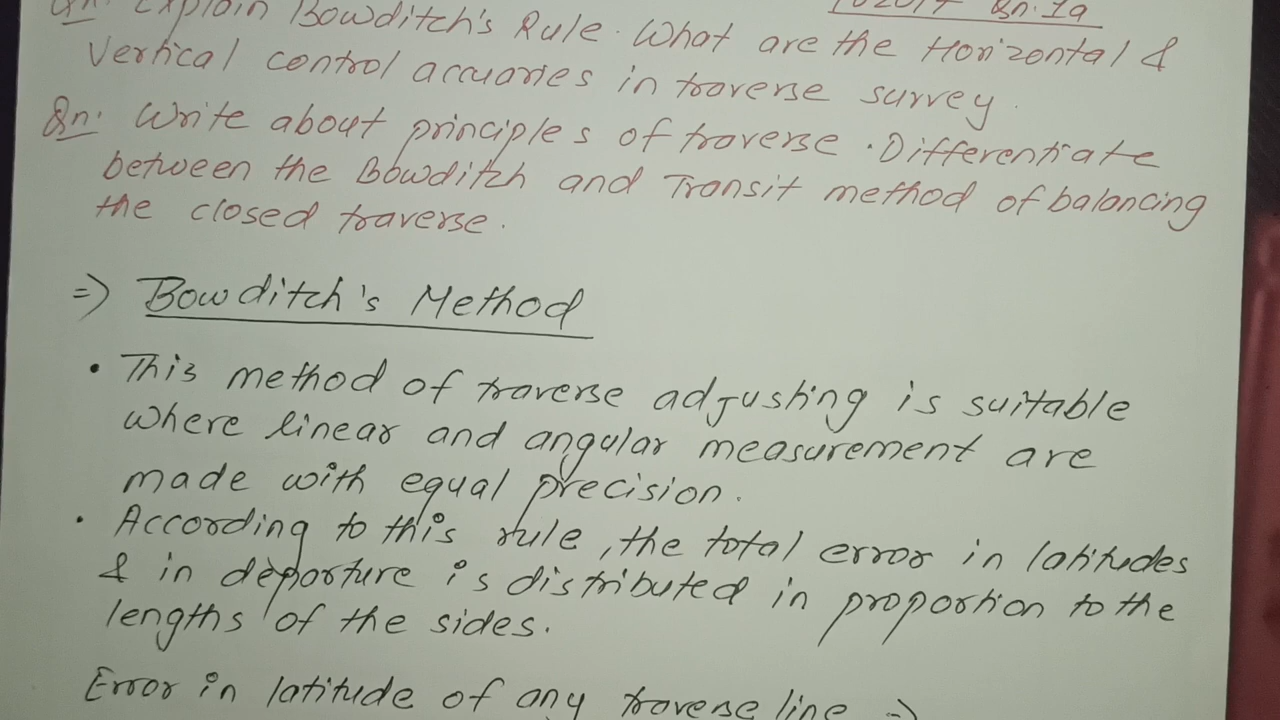 Qn. Explain Bowditch's Rule. What are the Horizontal &
Qn. 1a
Vertical control accuaries in traverse survey.
Qn. Write about principles of traverse. Differentiate
between the Bowditch and Transit method of balancing
the closed traverse.
=> Bowditch's Method
• This method of traverse adjusting is suitable
where linear and angular measurement are
made with equal precision.
• According to this rule, the total error in latitudes
& in departure is distributed in proportion to the
lengths of the sides.
Error in latitude of any traverse line =>